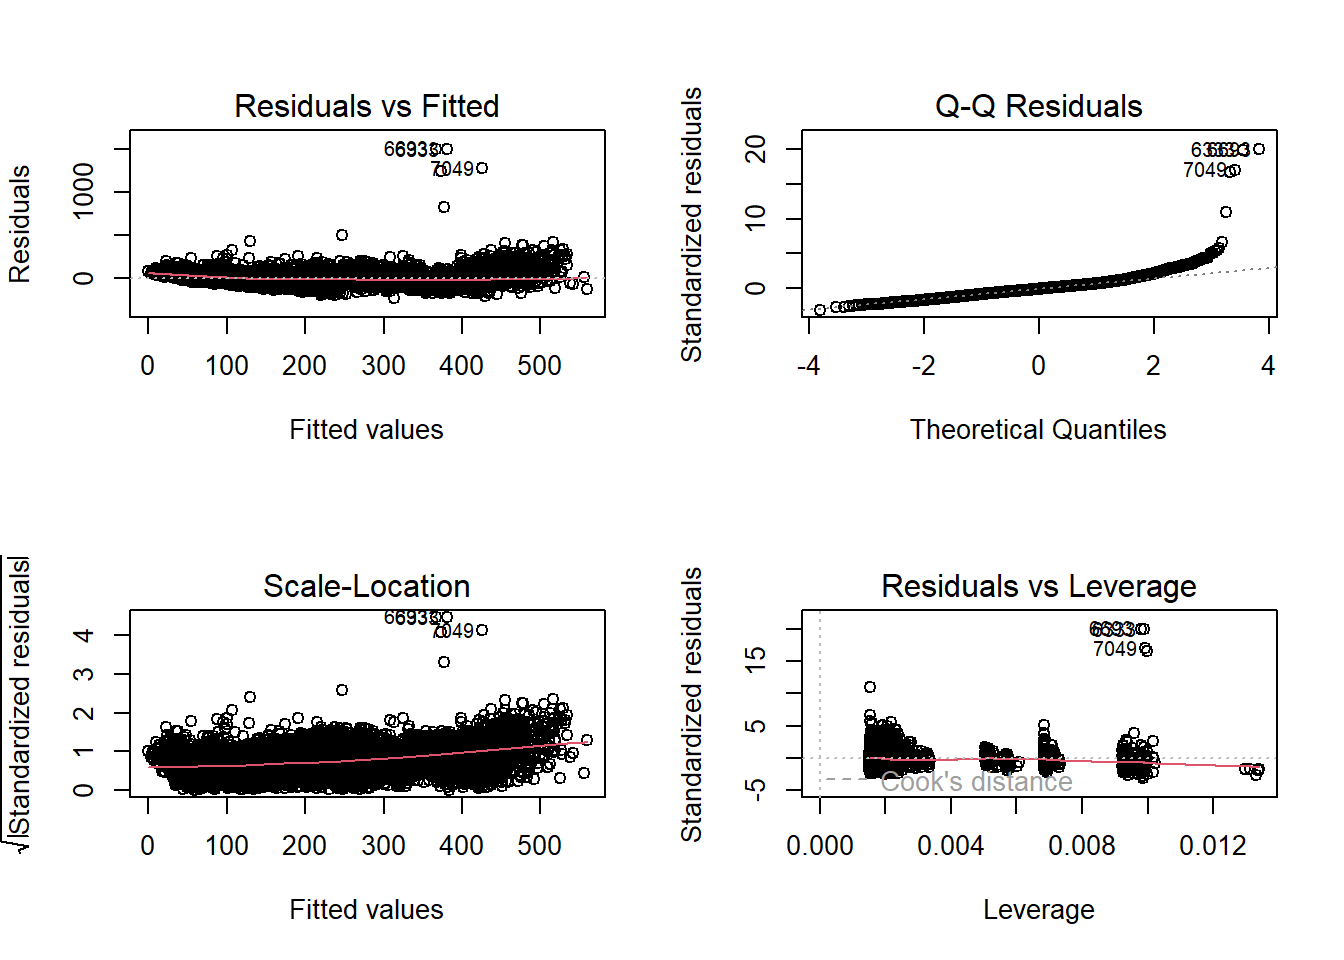 Residuals vs Fitted
Residuals
1000
0
7049
0 100 200 300 400 500
Fitted values
Q-Q Residuals
Standardized residuals
20
10
0
6693
7049
-4 -2 0 2 4
Theoretical Quantiles
Scale-Location
√|Standardized residuals|
4
3
2
1
0
7049
0 100 200 300 400 500
Fitted values
Residuals vs Leverage
Standardized residuals
15
5
-5
6693
7049
Cook's distance
0.000 0.004 0.008 0.012
Leverage